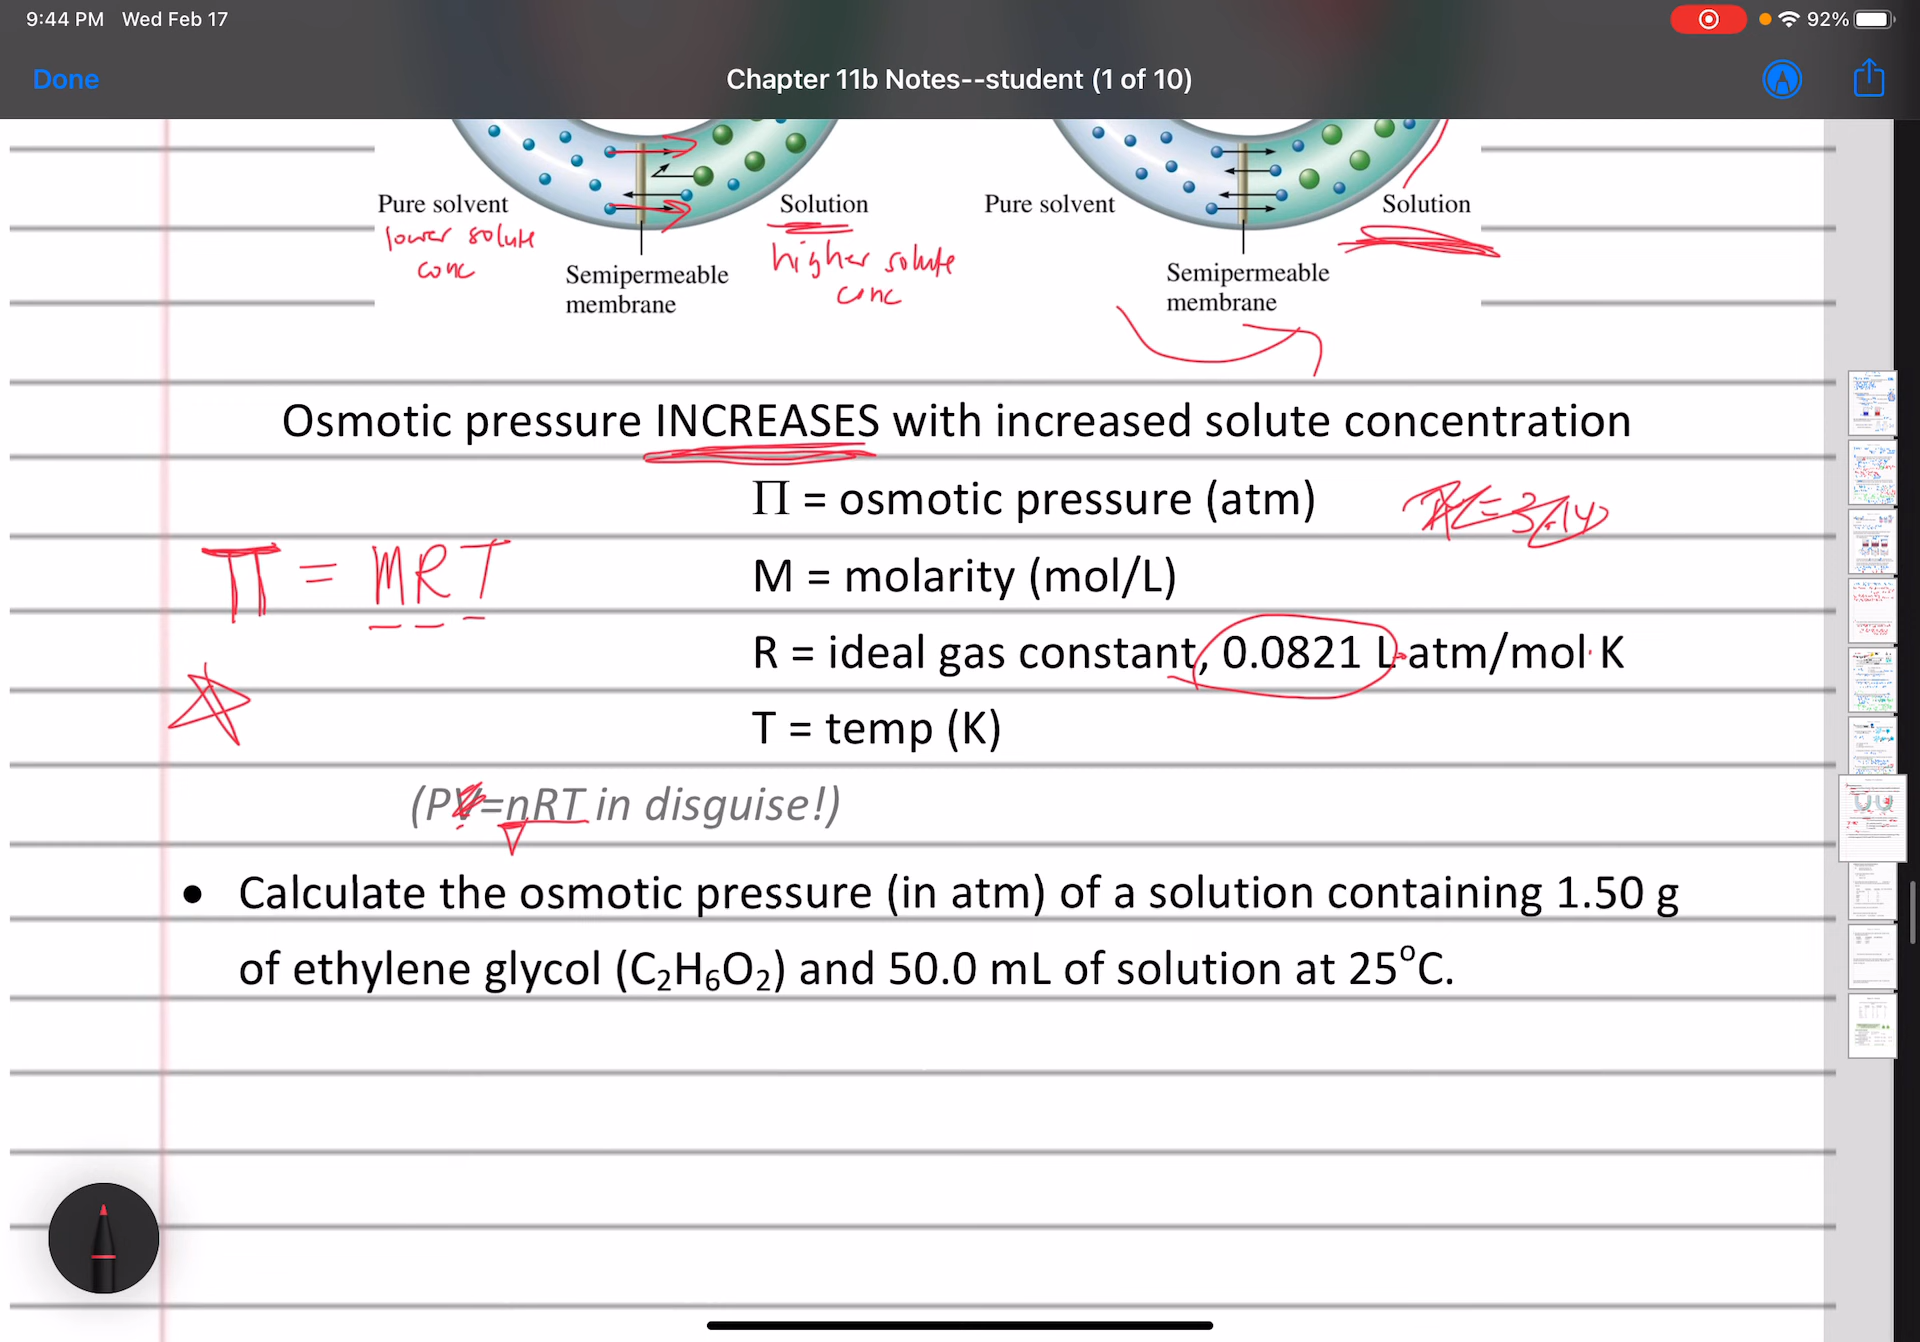 9:44 PM Wed Feb 17
92%
Done
Chapter 11b Notes--student (1 of 10)
Pure solvent
lower solute
conc
Solution
higher solute
conc
Semipermeable
membrane
Pure solvent
Solution
Semipermeable
membrane
Osmotic pressure INCREASES with increased solute concentration
Π = osmotic pressure (atm)
π = 3.14
Π = MRT
M = molarity (mol/L)
R = ideal gas constant, 0.0821 L·atm/mol·K
T = temp (K)
(PV=nRT in disguise!)
V
• Calculate the osmotic pressure (in atm) of a solution containing 1.50 g
of ethylene glycol (C₂H₆O₂) and 50.0 mL of solution at 25°C.